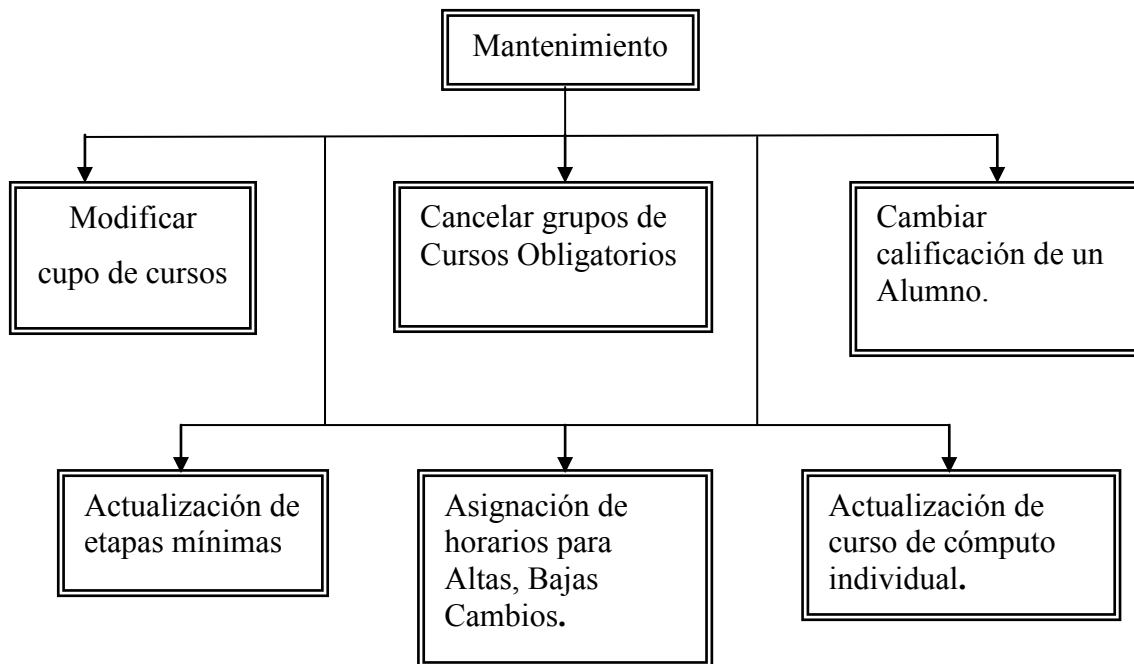 Mantenimiento
Modificar
cupo de cursos
Cancelar grupos de
Cursos Obligatorios
Cambiar
calificación de un
Alumno.
Actualización de
etapas mínimas
Asignación de
horarios para
Altas, Bajas
Cambios.
Actualización de
curso de cómputo
individual.